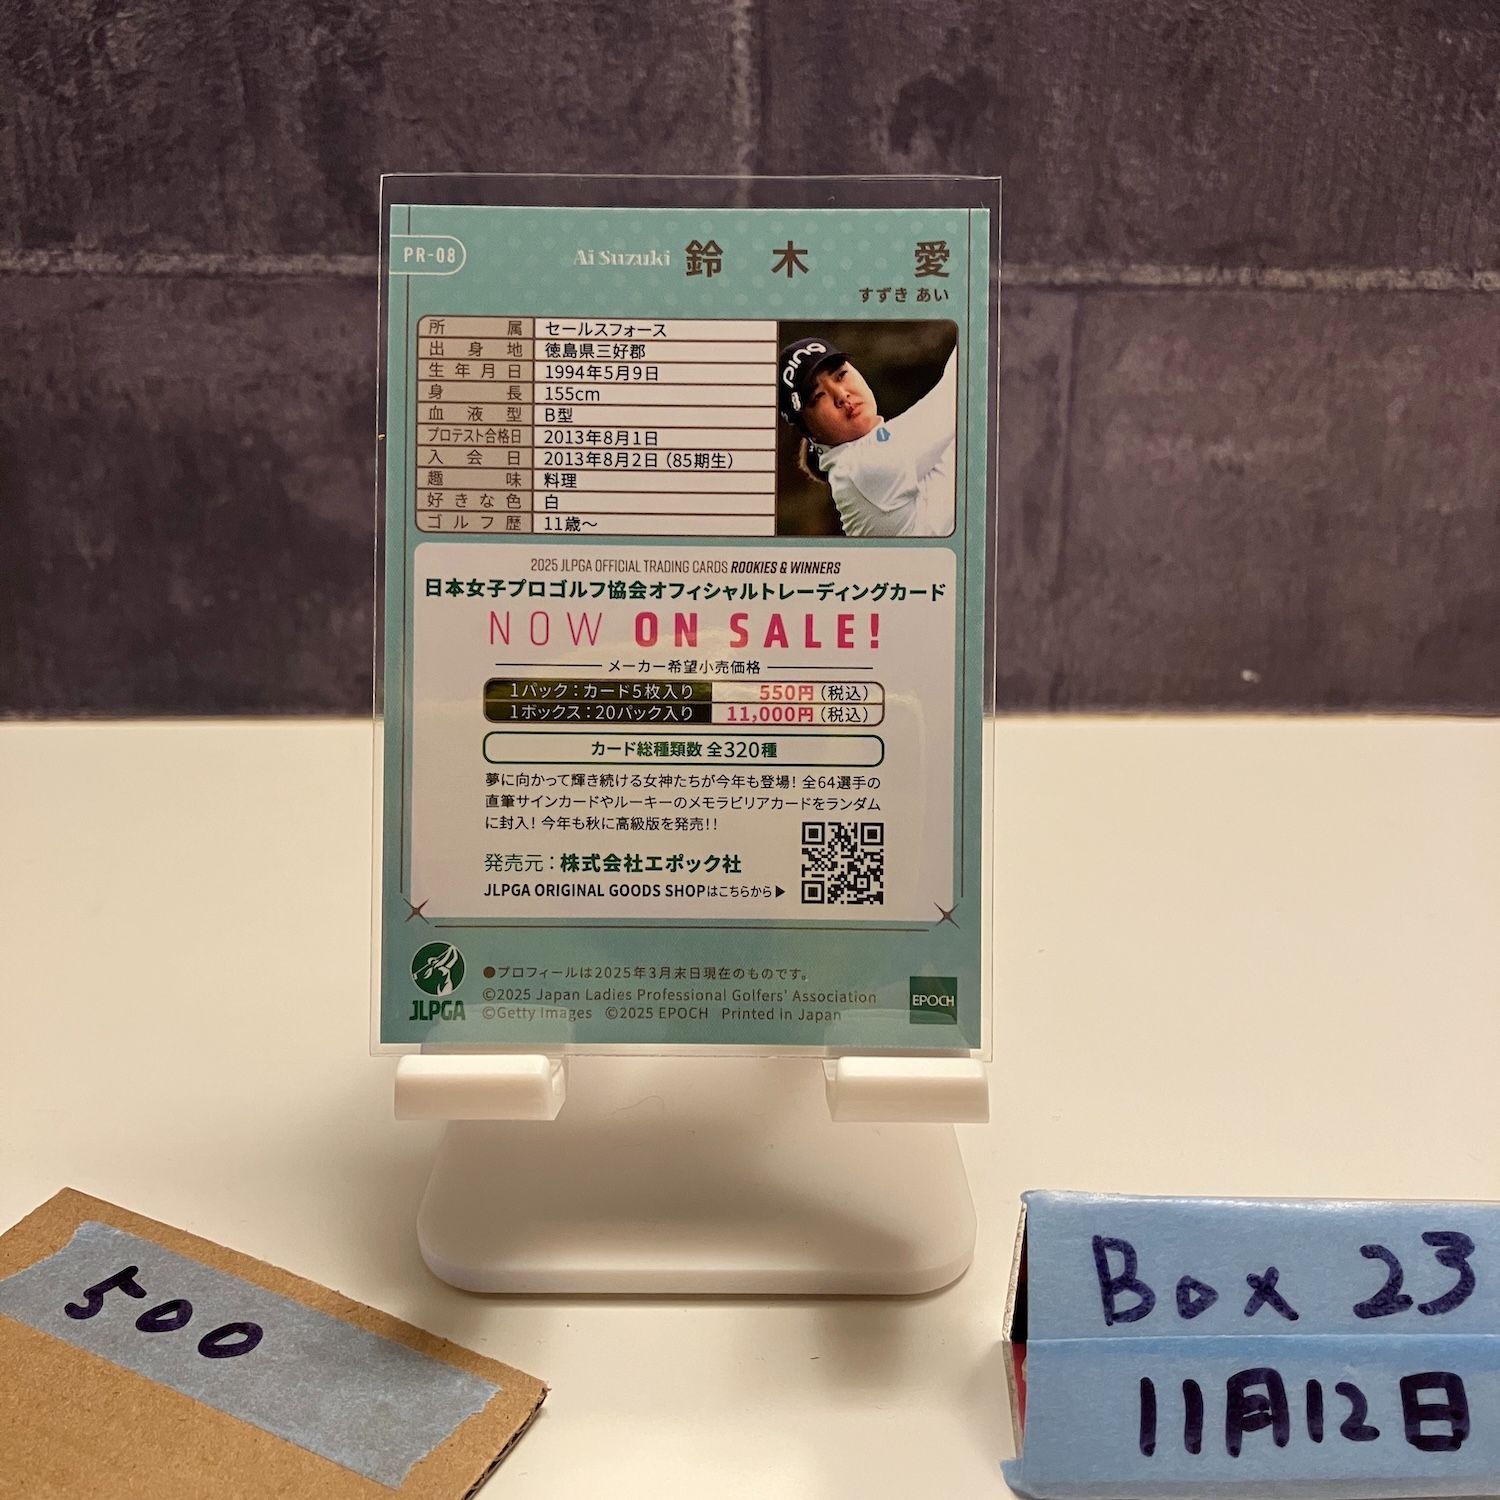 PR-08
Ai Suzuki 鈴木 愛
すずき あい
所属 セールスフォース
出身地 徳島県三好郡
生年月日 1994年5月9日
身長 155cm
血液型 B型
プロテスト合格日 2013年8月1日
入会日 2013年8月2日（85期生）
趣味 料理
好きな色 白
ゴルフ歴 11歳～
PING
2025 JLPGA OFFICIAL TRADING CARDS ROOKIES & WINNERS
日本女子プロゴルフ協会オフィシャルトレーディングカード
NOW ON SALE!
メーカー希望小売価格
1パック：カード5枚入り 550円（税込）
1ボックス：20パック入り 11,000円（税込）
カード総種類数 全320種
夢に向かって輝き続ける女神たちが今年も登場！全64選手の
直筆サインカードやルーキーのメモラビリアカードをランダム
に封入！今年も秋に高級版を発売！！
発売元：株式会社エポック社
JLPGA ORIGINAL GOODS SHOPはこちらから▶
JLPGA
●プロフィールは2025年3月末日現在のものです。
©2025 Japan Ladies Professional Golfers' Association
©Getty Images ©2025 EPOCH Printed in Japan
EPOCH
500
Box 23
11月12日